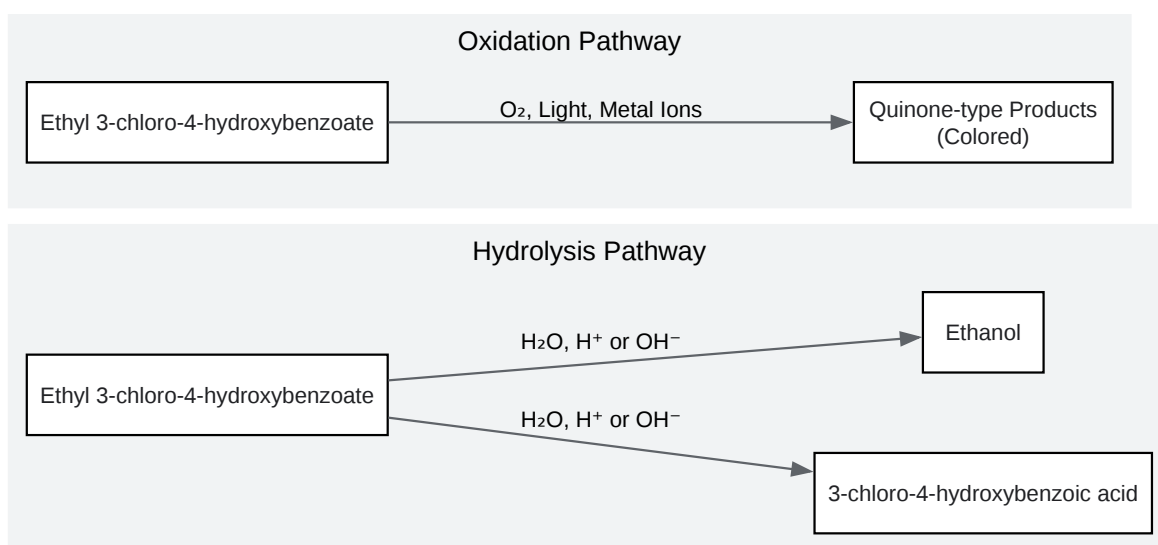 Oxidation Pathway
Ethyl 3-chloro-4-hydroxybenzoate
O₂, Light, Metal Ions
Quinone-type Products
(Colored)
Hydrolysis Pathway
Ethyl 3-chloro-4-hydroxybenzoate
H₂O, H⁺ or OH⁻
Ethanol
H₂O, H⁺ or OH⁻
3-chloro-4-hydroxybenzoic acid